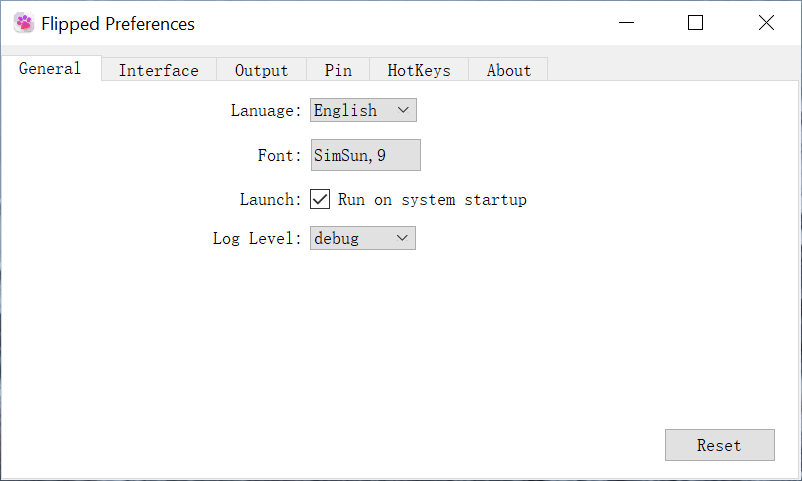 Flipped Preferences
General Interface Output Pin HotKeys About
Lanuage: English
Font: SimSun,9
Launch: Run on system startup
Log Level: debug
Reset